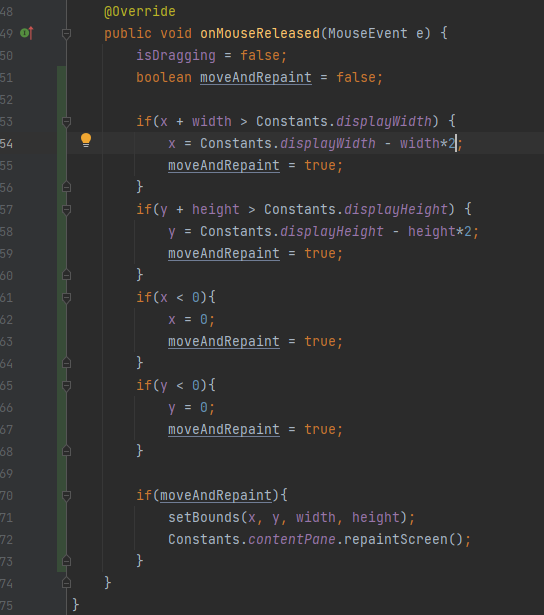 48 @Override
49 public void onMouseReleased(MouseEvent e) {
50 isDragging = false;
51 boolean moveAndRepaint = false;
52
53 if(x + width > Constants.displayWidth) {
54 x = Constants.displayWidth - width*2;
55 moveAndRepaint = true;
56 }
57 if(y + height > Constants.displayHeight) {
58 y = Constants.displayHeight - height*2;
59 moveAndRepaint = true;
60 }
61 if(x < 0){
62 x = 0;
63 moveAndRepaint = true;
64 }
65 if(y < 0){
66 y = 0;
67 moveAndRepaint = true;
68 }
69
70 if(moveAndRepaint){
71 setBounds(x, y, width, height);
72 Constants.contentPane.repaintScreen();
73 }
74 }
75 }